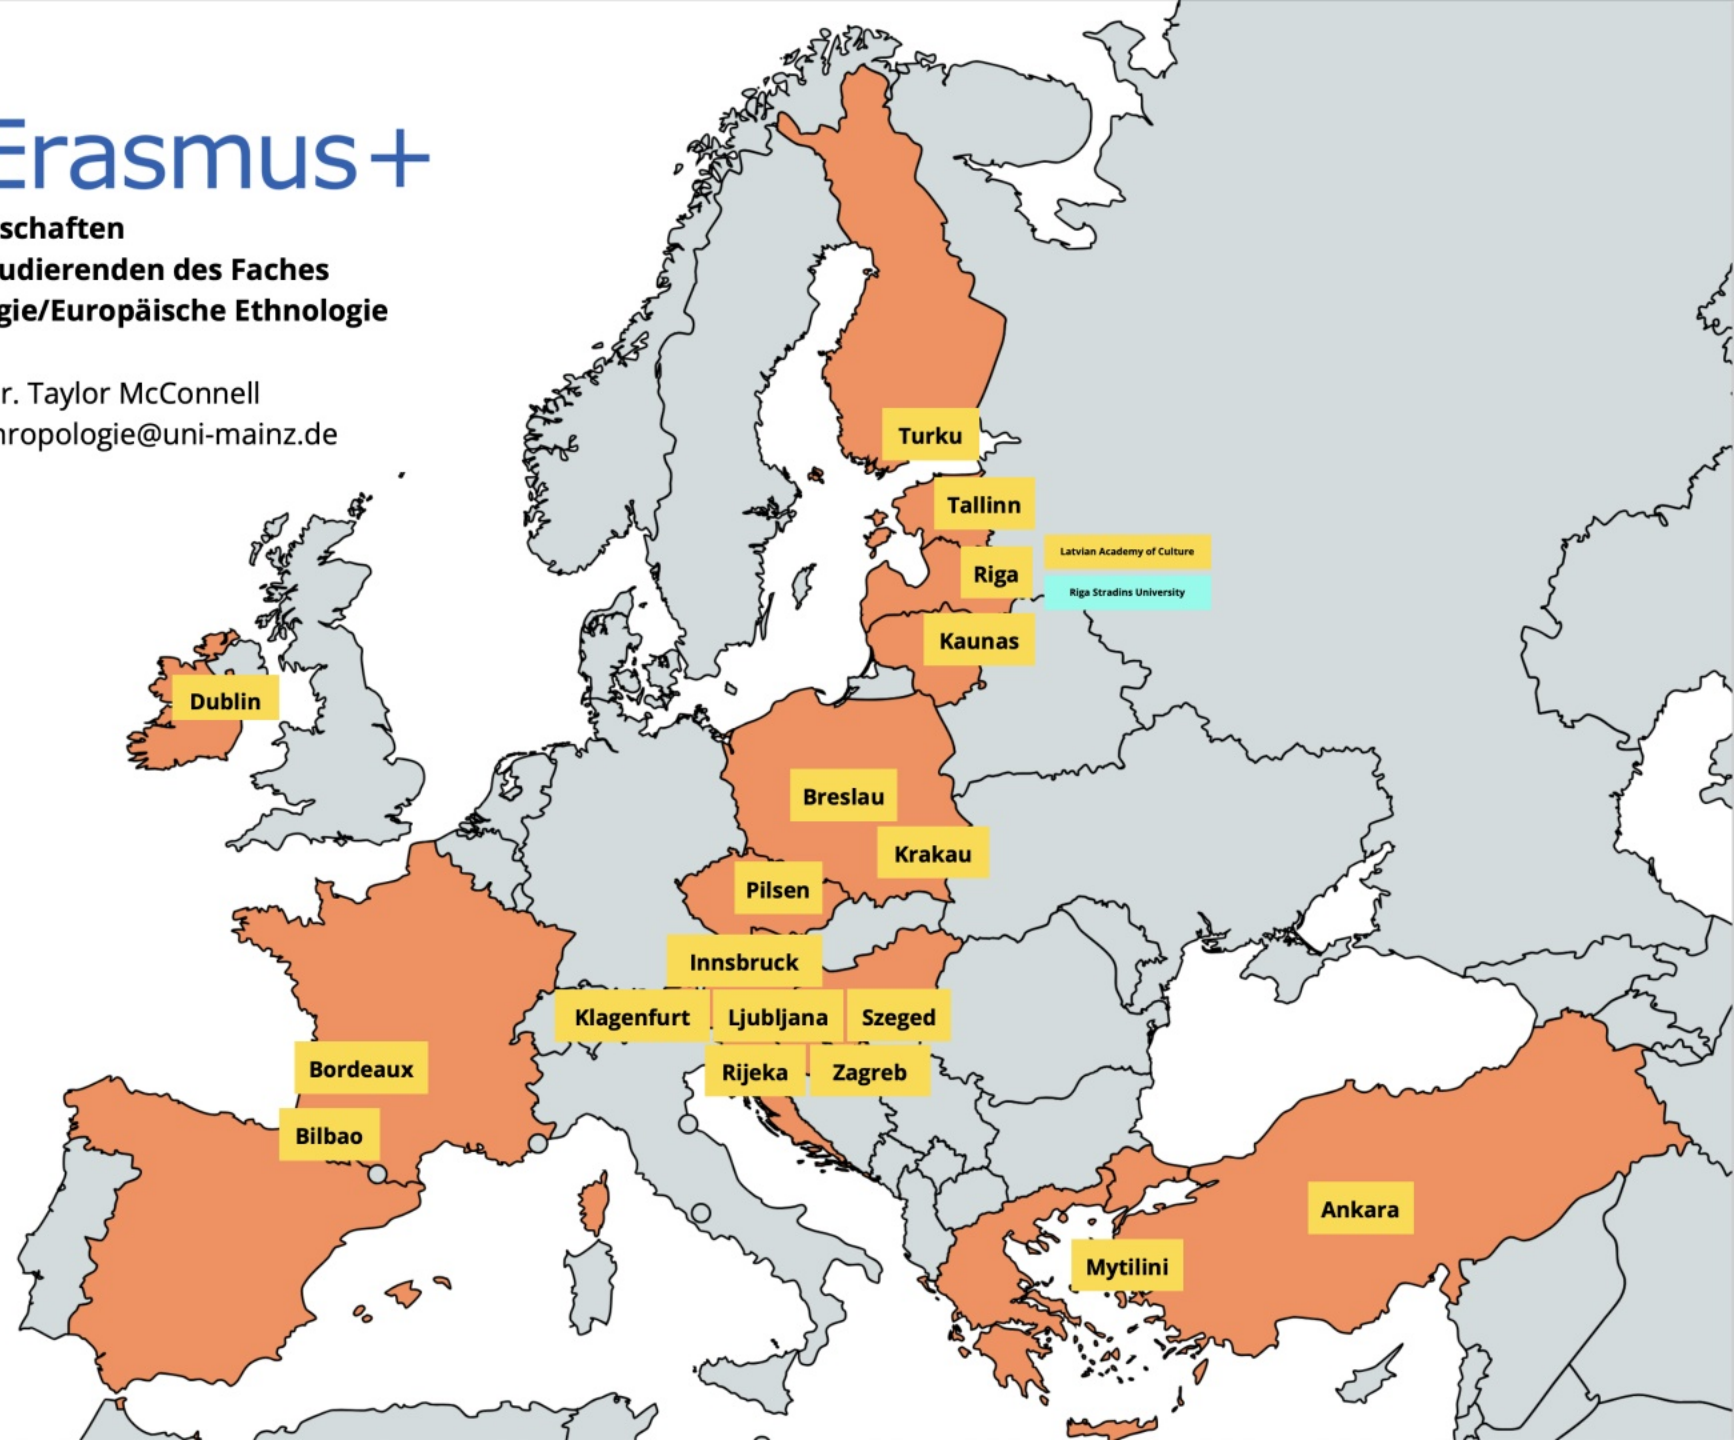 Erasmus+
schaften
udierenden des Faches
gie/Europäische Ethnologie
r. Taylor McConnell
hropologie@uni-mainz.de
Turku
Tallinn
Latvian Academy of Culture
Riga
Riga Stradins University
Kaunas
Dublin
Breslau
Krakau
Pilsen
Innsbruck
Klagenfurt
Ljubljana
Szeged
Bordeaux
Rijeka
Zagreb
Bilbao
Ankara
Mytilini